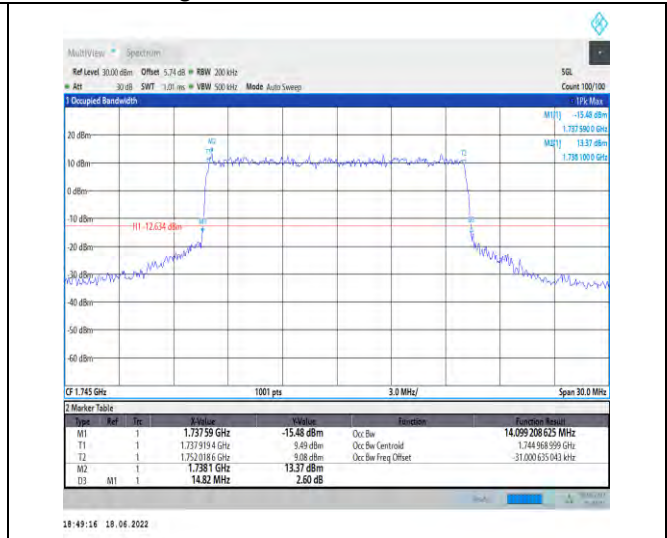 MultiView Spectrum
Ref Level 30.00 dBm Offset 5.74 dB RBW 200 kHz SGL
Att 30 dB SWT 1.01 ms VBW 500 kHz Mode Auto Sweep Count 100/100
1 Occupied Bandwidth 1Pk Max
M1[1] -15.48 dBm
1.737 590 0 GHz
M2[1] 13.37 dBm
1.738 100 0 GHz
20 dBm
M2
T1
T2
10 dBm
0 dBm
-10 dBm
H1 -12.634 dBm
M1
-20 dBm
-30 dBm
-40 dBm
-50 dBm
-60 dBm
CF 1.745 GHz 1001 pts 3.0 MHz/ Span 30.0 MHz
2 Marker Table
Type Ref Trc X-Value Y-Value Function Function Result
M1 1 1.73759 GHz -15.48 dBm Occ Bw 14.099 208 625 MHz
T1 1 1.737 919 4 GHz 9.49 dBm Occ Bw Centroid 1.744 968 999 GHz
T2 1 1.752 018 6 GHz 9.08 dBm Occ Bw Freq Offset -31.000 635 043 kHz
M2 1 1.7381 GHz 13.37 dBm
D3 M1 1 14.82 MHz 2.60 dB
18:49:16 18.06.2022